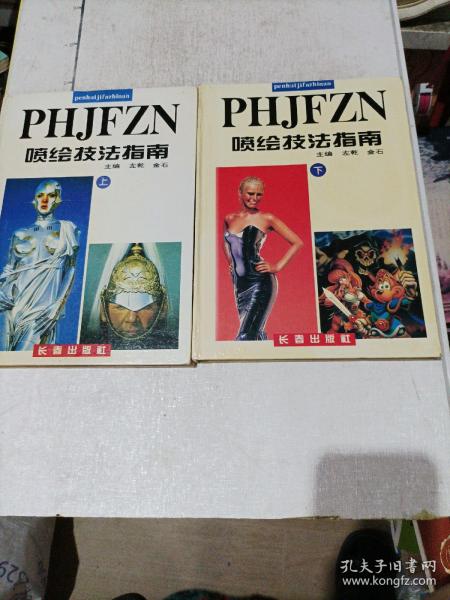 penhuijifazhinan
PHJFZN
喷绘技法指南
主编 左乾 金石
上
长春出版社
penhuijifazhinan
PHJFZN
喷绘技法指南
主编 左乾 金石
下
长春出版社
孔夫子旧书网
www.kongfz.com